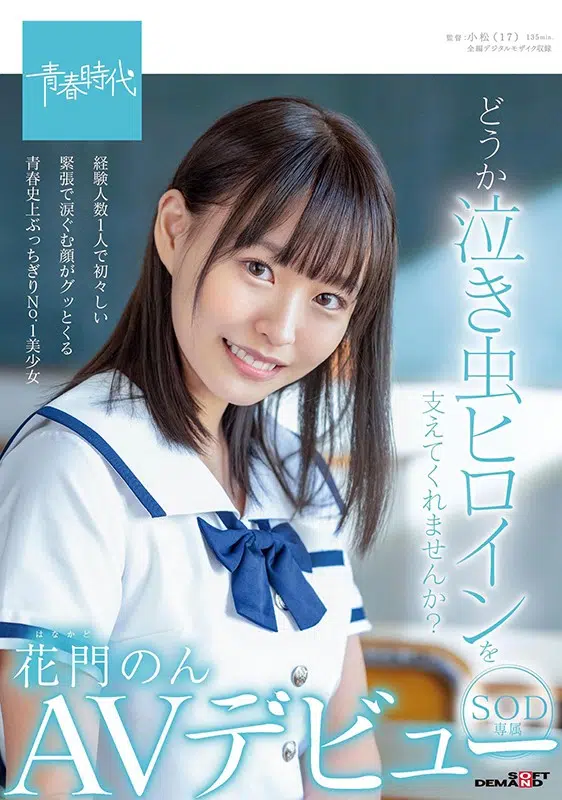 監督：小松（17） 135min.
全編デジタルモザイク収録
青春時代
経験人数1人で初々しい
緊張で涙ぐむ顔がグッとくる
青春史上ぶっちぎりNo.1美少女
どうか泣き虫ヒロインを
支えてくれませんか？
はなかど
花門のん
AVデビュー
SOD
専属
SOFT
ON
DEMAND